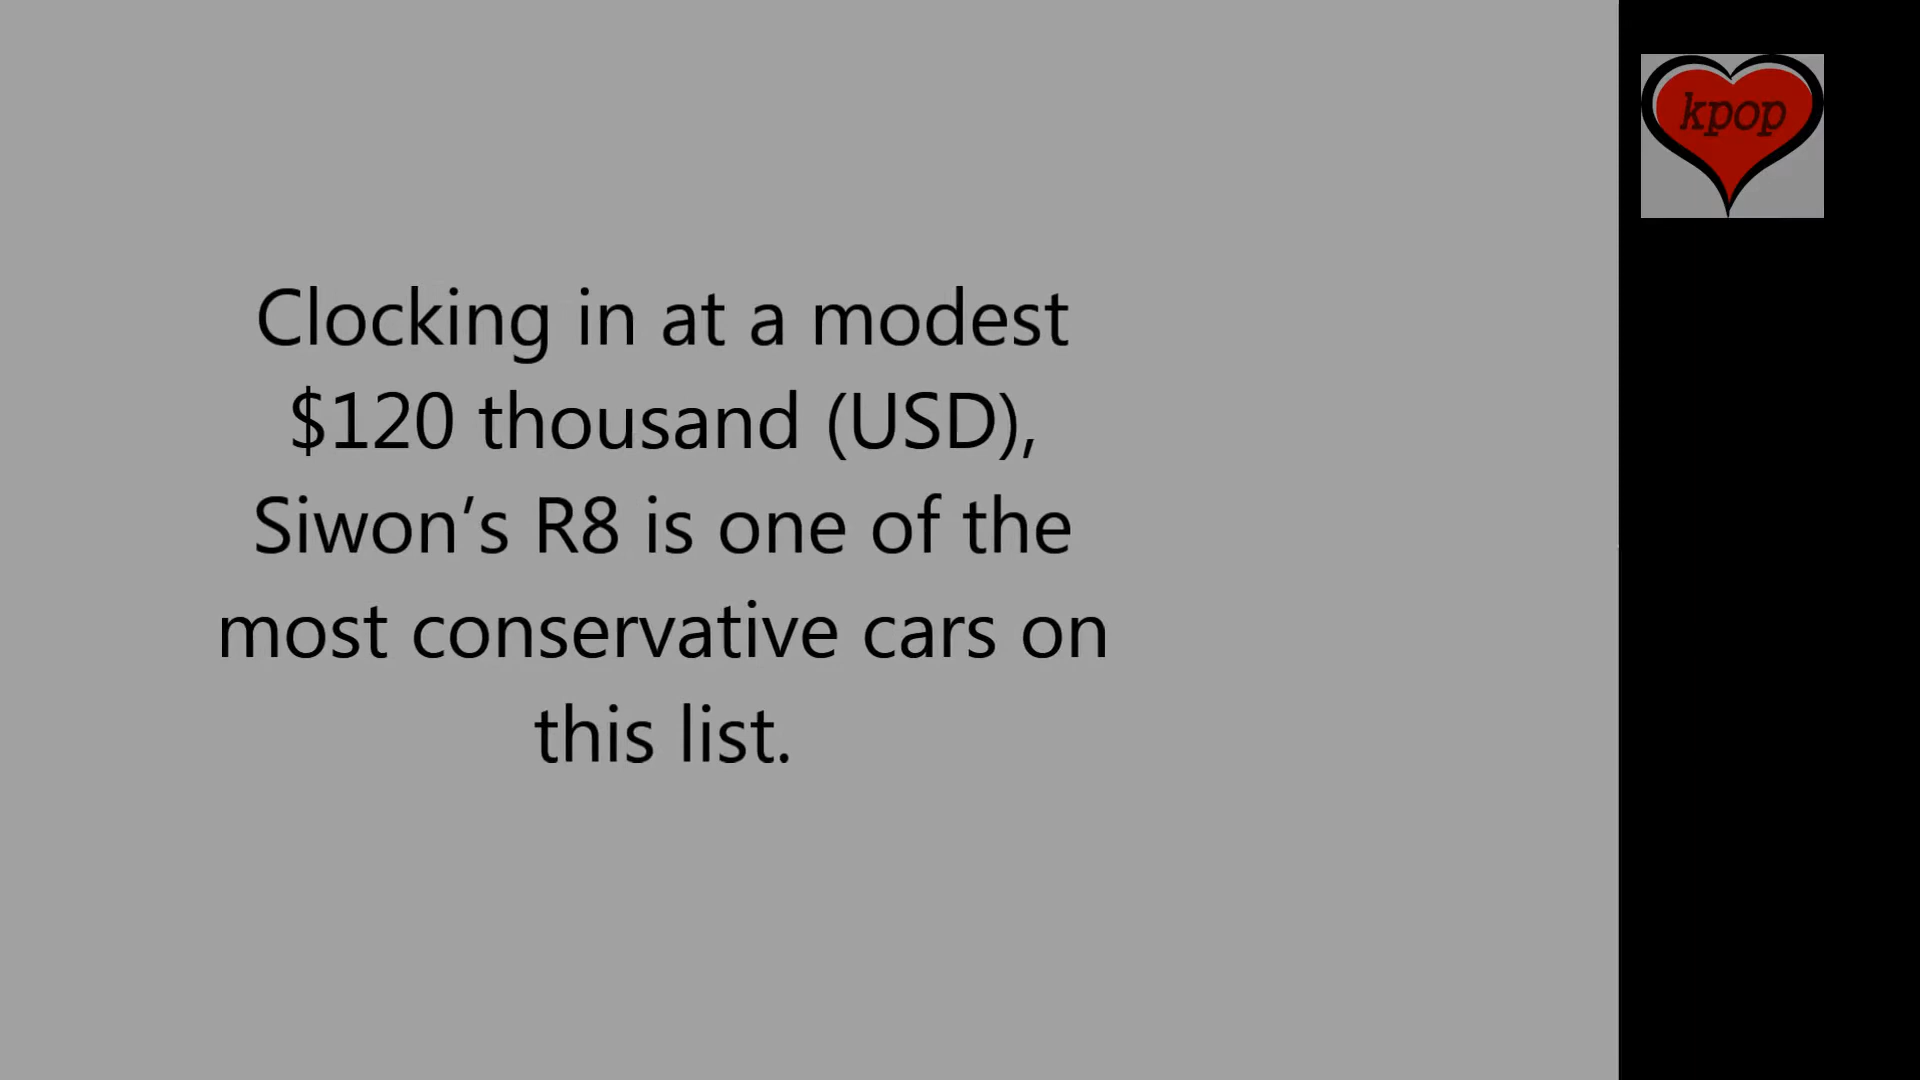 kpop
Clocking in at a modest
$120 thousand (USD),
Siwon’s R8 is one of the
most conservative cars on
this list.